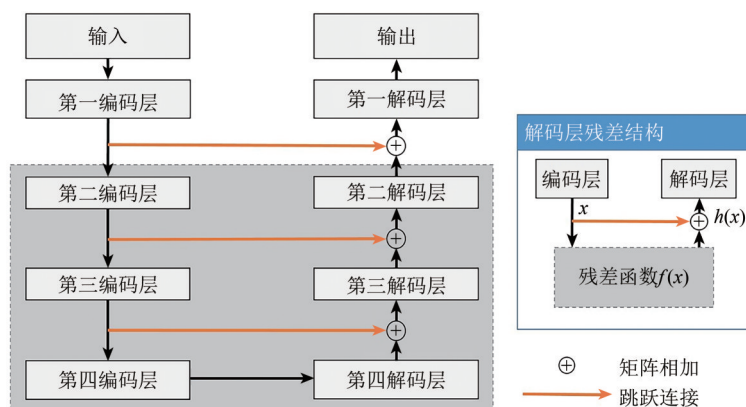 输入
输出
第一编码层
第一解码层
第二编码层
第二解码层
第三编码层
第三解码层
第四编码层
第四解码层
解码层残差结构
编码层
解码层
x
h(x)
残差函数f(x)
矩阵相加
跳跃连接